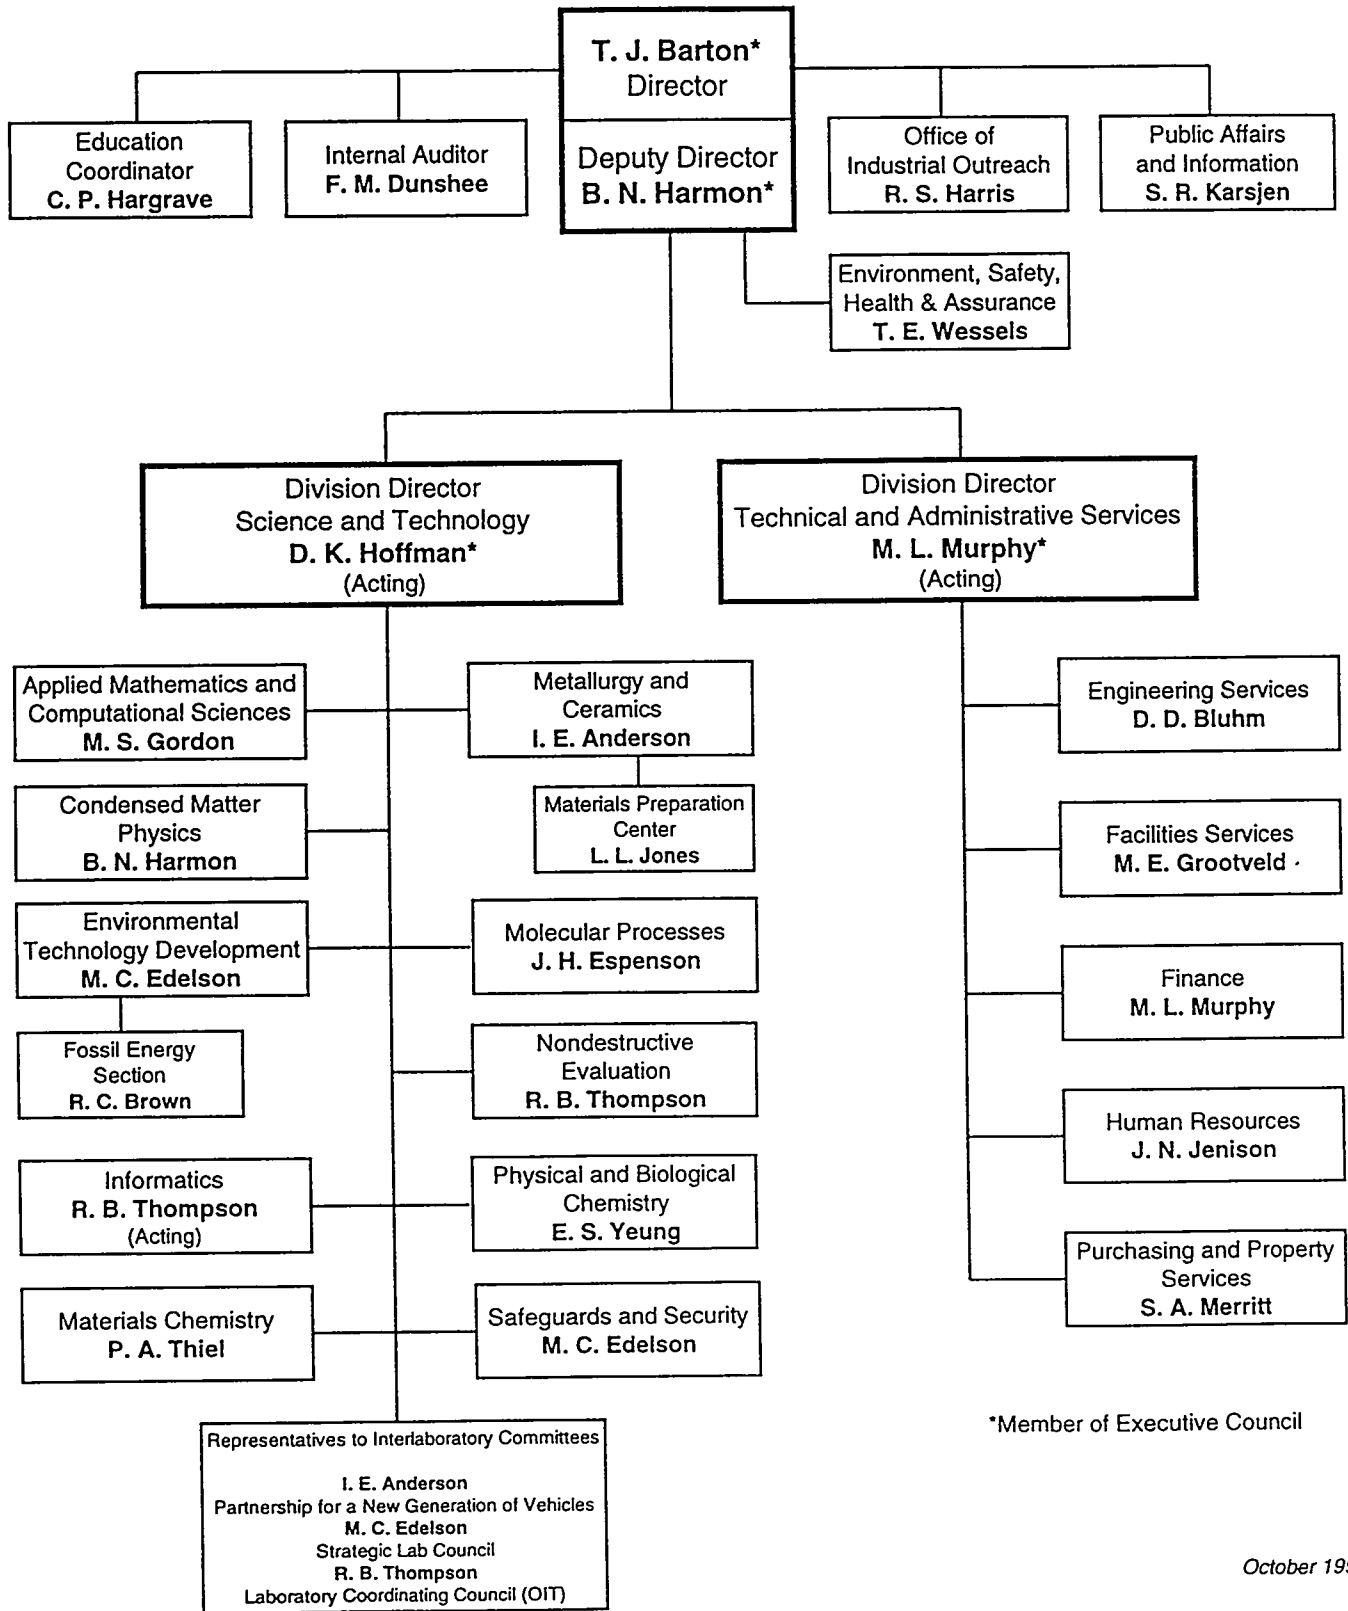 T. J. Barton*
Director
Deputy Director
B. N. Harmon*
Education
Coordinator
C. P. Hargrave
Internal Auditor
F. M. Dunshee
Office of
Industrial Outreach
R. S. Harris
Public Affairs
and Information
S. R. Karsjen
Environment, Safety,
Health & Assurance
T. E. Wessels
Division Director
Science and Technology
D. K. Hoffman*
(Acting)
Division Director
Technical and Administrative Services
M. L. Murphy*
(Acting)
Applied Mathematics and
Computational Sciences
M. S. Gordon
Metallurgy and
Ceramics
I. E. Anderson
Materials Preparation
Center
L. L. Jones
Condensed Matter
Physics
B. N. Harmon
Environmental
Technology Development
M. C. Edelson
Molecular Processes
J. H. Espenson
Fossil Energy
Section
R. C. Brown
Nondestructive
Evaluation
R. B. Thompson
Informatics
R. B. Thompson
(Acting)
Physical and Biological
Chemistry
E. S. Yeung
Materials Chemistry
P. A. Thiel
Safeguards and Security
M. C. Edelson
Representatives to Interlaboratory Committees
I. E. Anderson
Partnership for a New Generation of Vehicles
M. C. Edelson
Strategic Lab Council
R. B. Thompson
Laboratory Coordinating Council (OIT)
Engineering Services
D. D. Bluhm
Facilities Services
M. E. Grootveld
Finance
M. L. Murphy
Human Resources
J. N. Jenison
Purchasing and Property
Services
S. A. Merritt
*Member of Executive Council
October